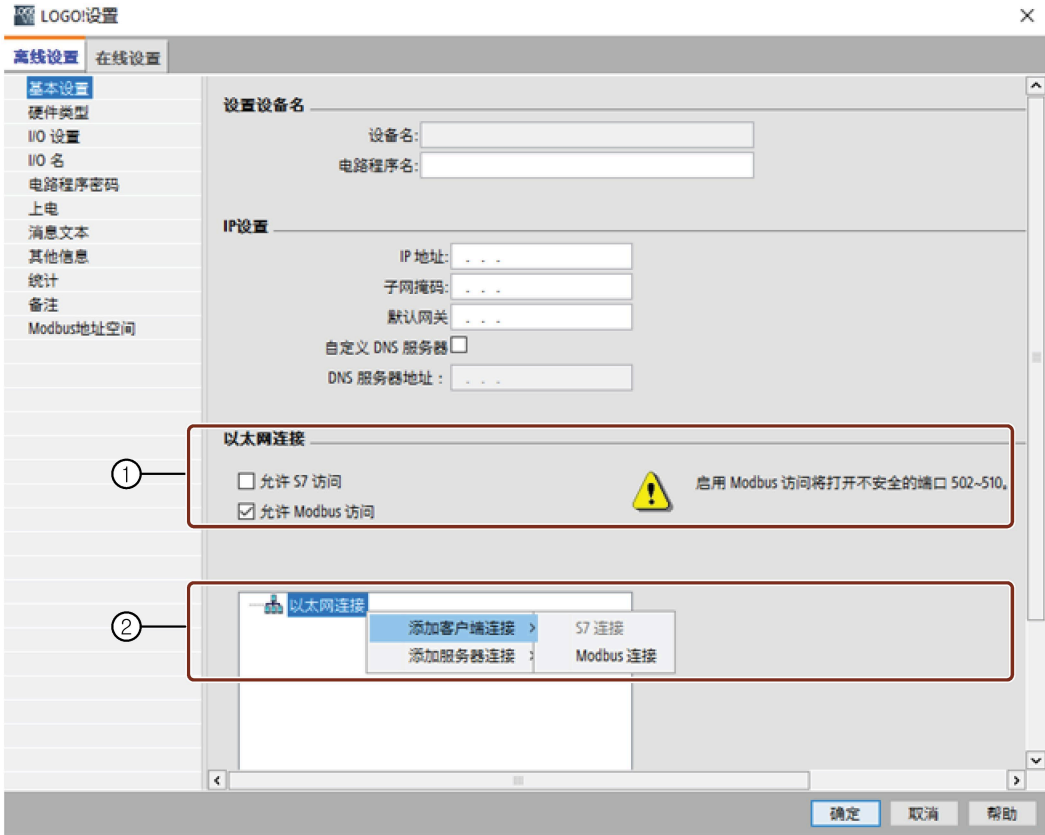 LOGO!设置
离线设置 在线设置
基本设置
硬件类型
I/O 设置
I/O 名
电路程序密码
上电
消息文本
其他信息
统计
备注
Modbus地址空间
设置设备名
设备名:
电路程序名:
IP设置
IP 地址: . . .
子网掩码: . . .
默认网关 . . .
自定义 DNS 服务器
DNS 服务器地址： . . .
以太网连接
① 允许 S7 访问
允许 Modbus 访问
启用 Modbus 访问将打开不安全的端口 502~510。
② 以太网连接
添加客户端连接 > S7 连接
添加服务器连接 > Modbus 连接
确定 取消 帮助